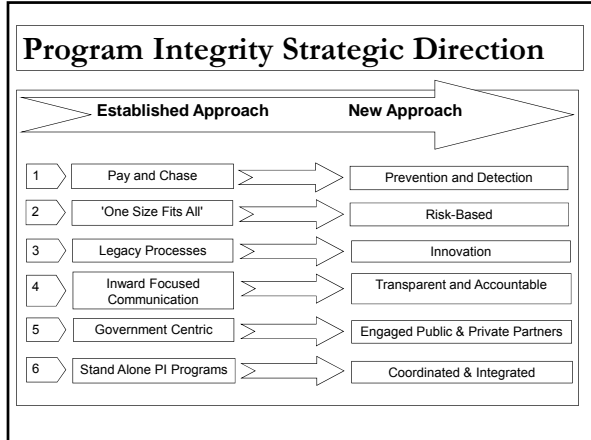 Program Integrity Strategic Direction
Established Approach New Approach
1 Pay and Chase Prevention and Detection
2 'One Size Fits All' Risk-Based
3 Legacy Processes Innovation
4 Inward Focused
Communication Transparent and Accountable
5 Government Centric Engaged Public & Private Partners
6 Stand Alone PI Programs Coordinated & Integrated